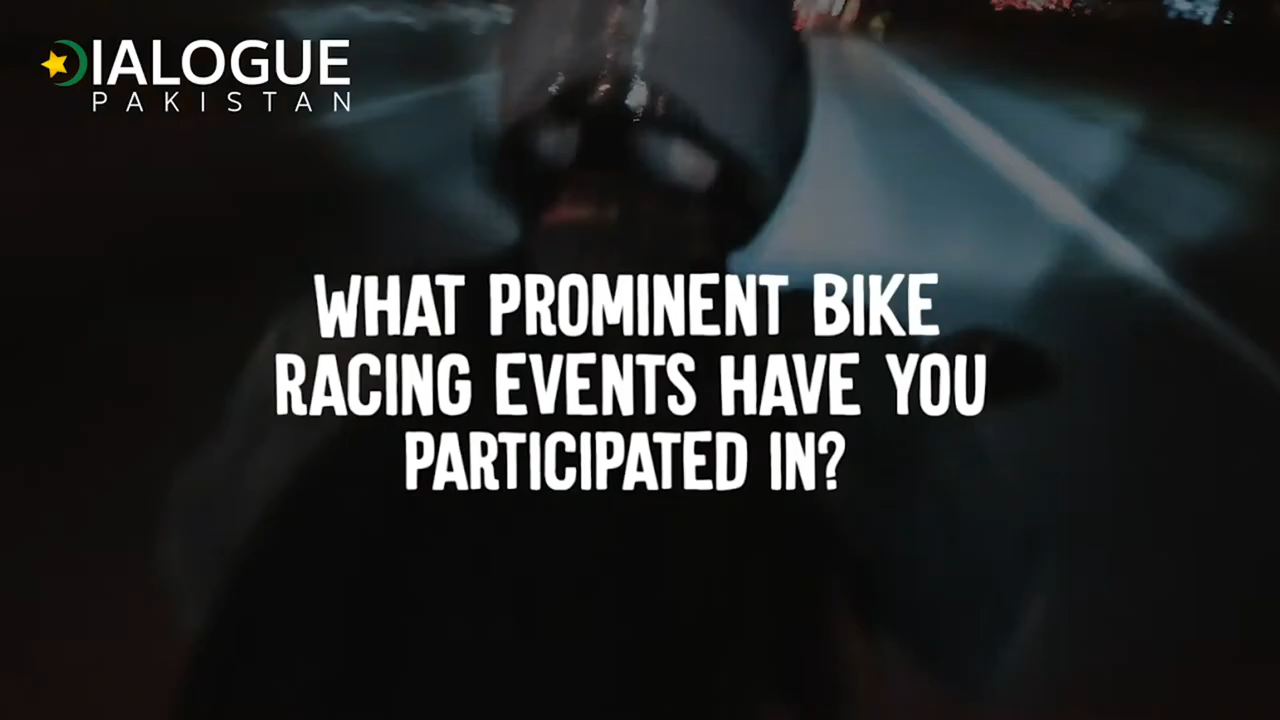 DIALOGUE
PAKISTAN
WHAT PROMINENT BIKE
RACING EVENTS HAVE YOU
PARTICIPATED IN?